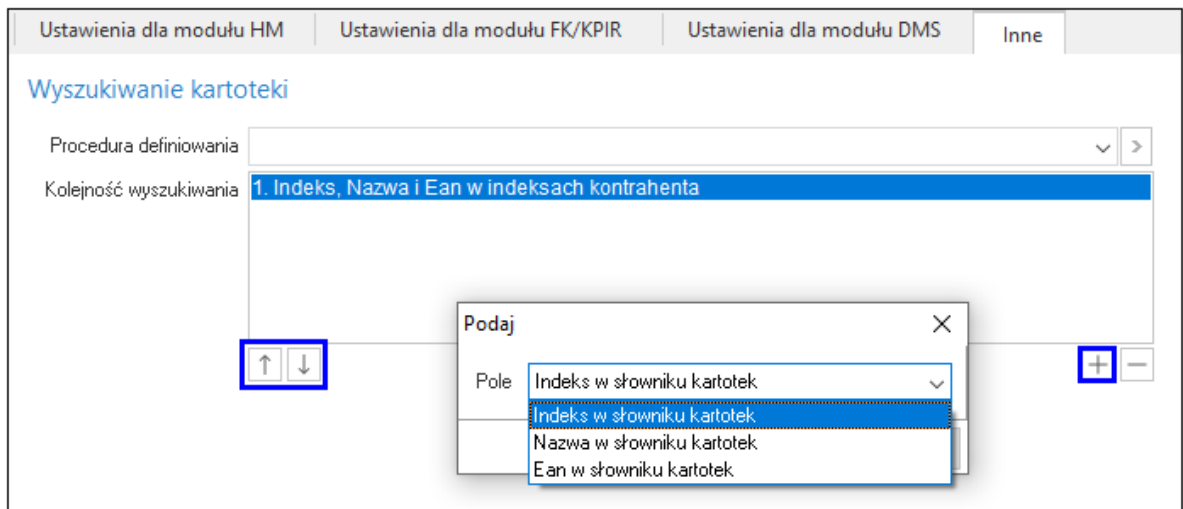 Ustawienia dla modułu HM Ustawienia dla modułu FK/KPIR Ustawienia dla modułu DMS Inne
Wyszukiwanie kartoteki
Procedura definiowania
Kolejność wyszukiwania 1. Indeks, Nazwa i Ean w indeksach kontrahenta
Podaj
Pole Indeks w słowniku kartotek
Indeks w słowniku kartotek
Nazwa w słowniku kartotek
Ean w słowniku kartotek